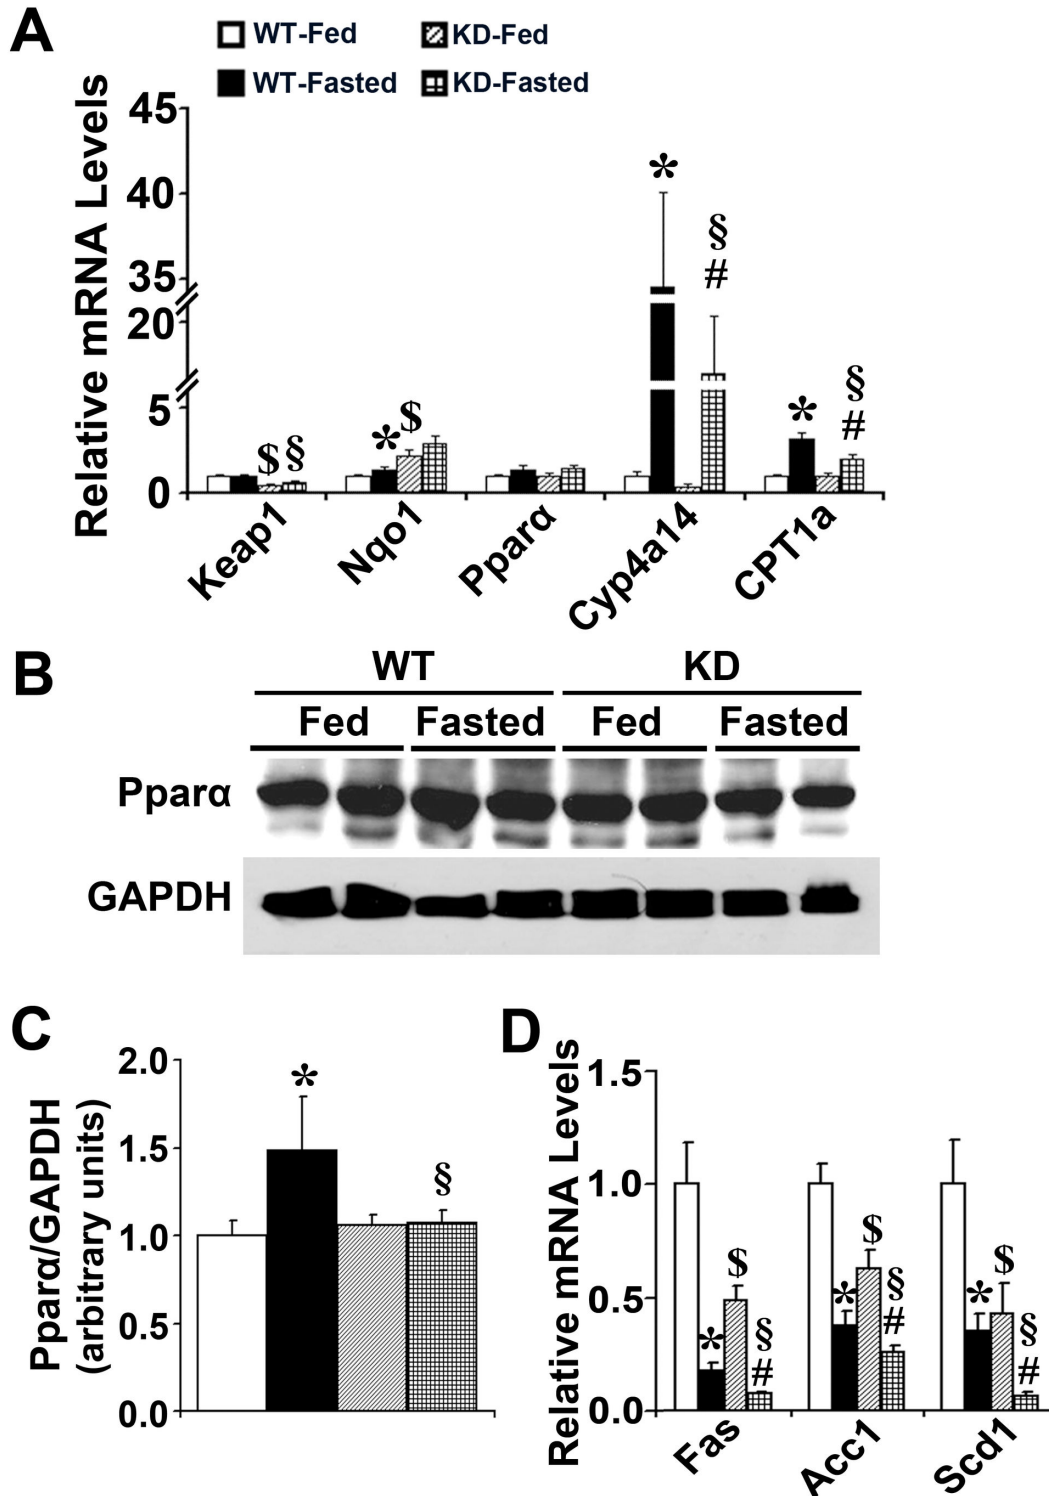 A
WT-Fed KD-Fed
WT-Fasted KD-Fasted
Relative mRNA Levels
45
40
35
20
5
0
*
§
#
*
§
#
$ § * $
Keap1 Nqo1 Pparα Cyp4a14 CPT1a
B
WT KD
Fed Fasted Fed Fasted
Pparα
GAPDH
C
Pparα/GAPDH
(arbitrary units)
2.0
1.5
1.0
0.5
0.0
*
§
D
Relative mRNA Levels
1.5
1.0
0.5
0.0
* $ §
#
* $ §
#
* $ §
#
Fas Acc1 Scd1